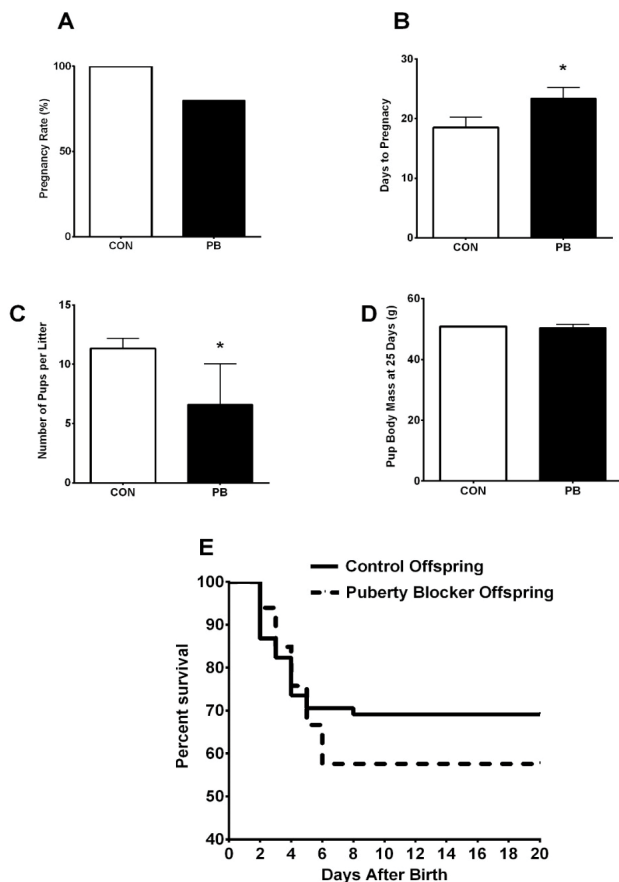 A
Pregnancy Rate (%)
100
50
0
CON PB
B
Days to Pregnacy
30
20
10
0
*
CON PB
C
Number of Pups per Litter
15
10
5
0
*
CON PB
D
Pup Body Mass at 25 Days (g)
60
40
20
0
CON PB
E
Control Offspring
Puberty Blocker Offspring
Percent survival
100
90
80
70
60
50
40
0 2 4 6 8 10 12 14 16 18 20
Days After Birth